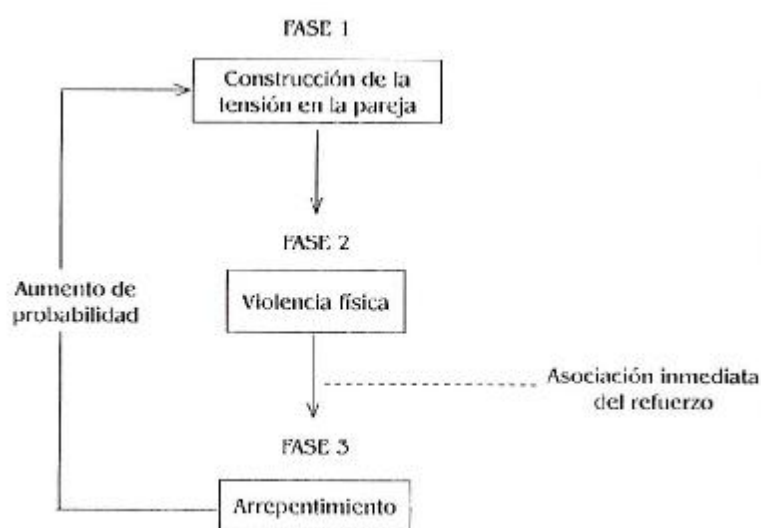 FASE 1
Construcción de la
tensión en la pareja
FASE 2
Aumento de
probabilidad
Violencia física
Asociación inmediata
del refuerzo
FASE 3
Arrepentimiento